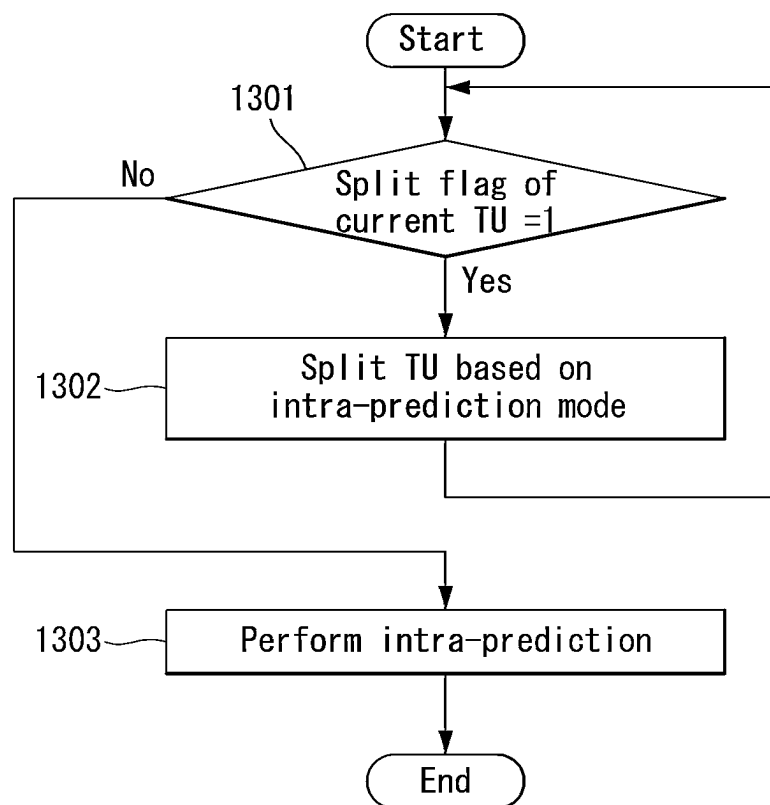 Start
1301
No
Split flag of
current TU =1
Yes
1302
Split TU based on
intra-prediction mode
1303
Perform intra-prediction
End